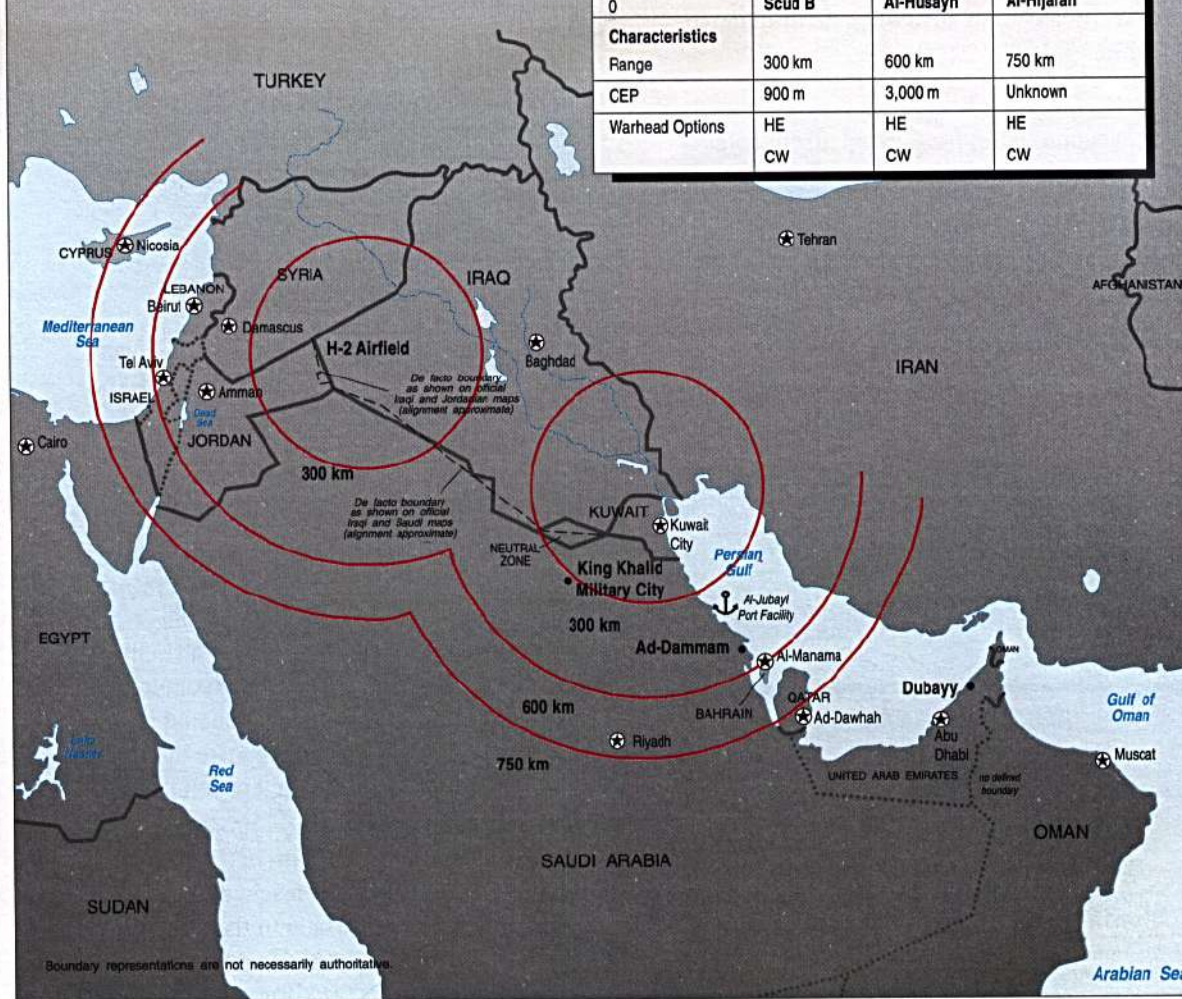 0 Scud B Al-Husayn Al-Hijarah
Characteristics
Range 300 km 600 km 750 km
CEP 900 m 3,000 m Unknown
Warhead Options HE HE HE
CW CW CW
TURKEY
CYPRUS
Nicosia
SYRIA
IRAQ
Tehran
AFGHANISTAN
LEBANON
Beirut
Damascus
Mediterranean
Sea
H-2 Airfield
Baghdad
Tel Aviv
IRAN
ISRAEL
Amman
De facto boundary
as shown on official
Iraqi and Jordanian maps
(alignment approximate)
Dead
Sea
Cairo
JORDAN
300 km
De facto boundary
as shown on official
Iraqi and Saudi maps
(alignment approximate)
KUWAIT
Kuwait
City
NEUTRAL
ZONE
Persian
Gulf
King Khalid
Military City
Al-Jubayl
Port Facility
300 km
EGYPT
Ad-Dammam
Al-Manama
OMAN
QATAR
Dubayy
600 km
BAHRAIN
Ad-Dawhah
Abu
Dhabi
Gulf of
Oman
Riyadh
Lake
Nasser
750 km
Muscat
Red
Sea
UNITED ARAB EMIRATES
no defined
boundary
OMAN
SAUDI ARABIA
SUDAN
Boundary representations are not necessarily authoritative.
Arabian Sea